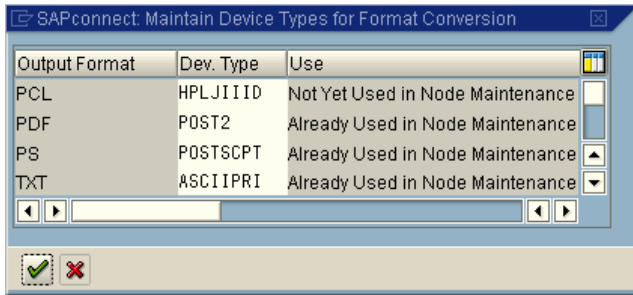 SAPconnect: Maintain Device Types for Format Conversion
Output Format Dev. Type Use
PCL HPLJIIID Not Yet Used in Node Maintenance
PDF POST2 Already Used in Node Maintenance
PS POSTSCPT Already Used in Node Maintenance
TXT ASCIIPRI Already Used in Node Maintenance